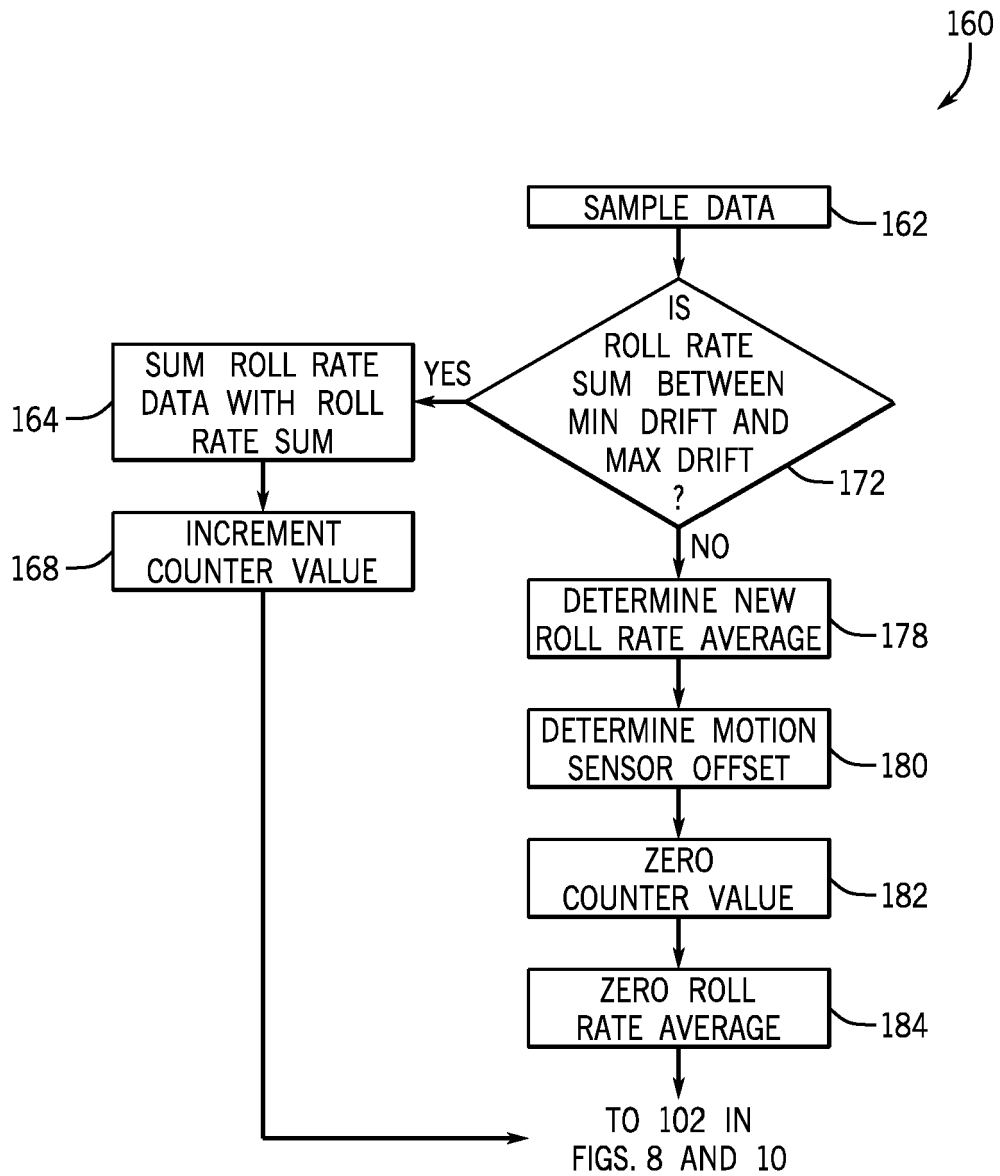 160
SAMPLE DATA
162
IS
ROLL RATE
SUM BETWEEN
MIN DRIFT AND
MAX DRIFT
?
172
YES
SUM ROLL RATE
DATA WITH ROLL
RATE SUM
164
INCREMENT
COUNTER VALUE
168
NO
DETERMINE NEW
ROLL RATE AVERAGE
178
DETERMINE MOTION
SENSOR OFFSET
180
ZERO
COUNTER VALUE
182
ZERO ROLL
RATE AVERAGE
184
TO 102 IN
FIGS. 8 AND 10